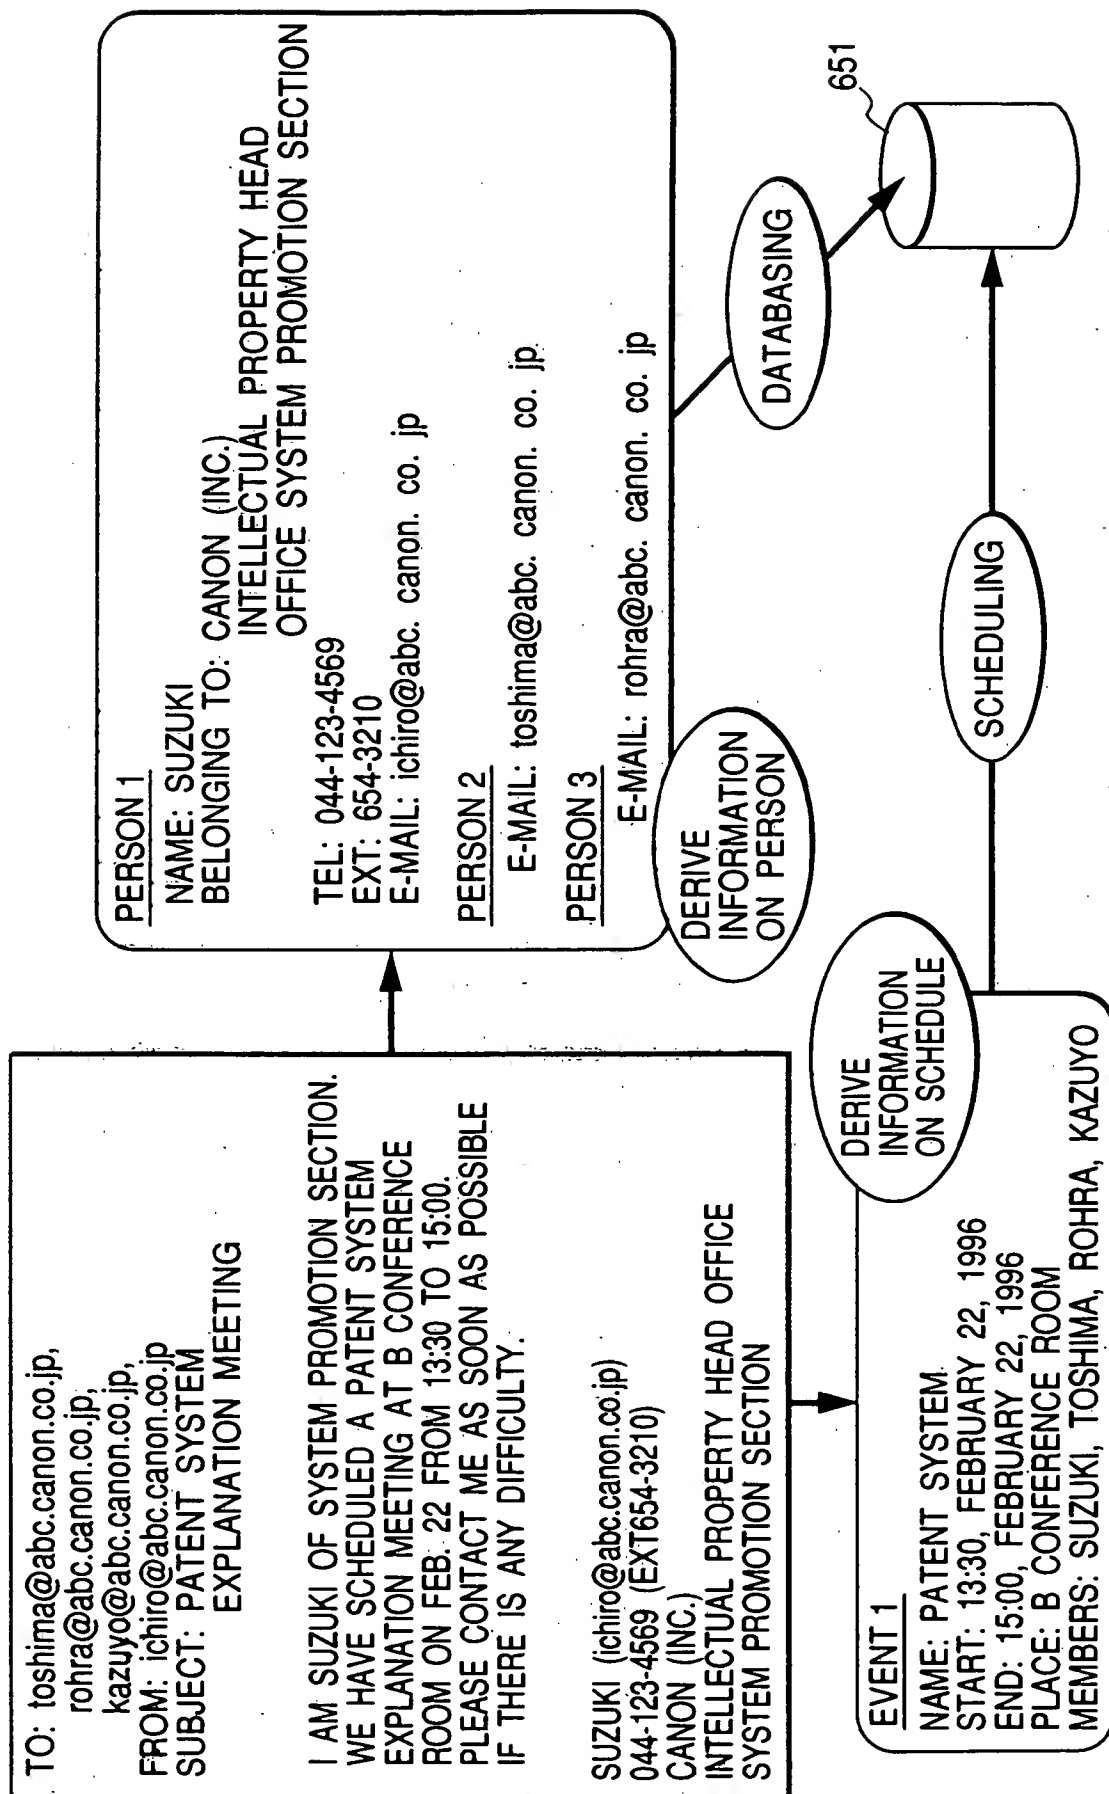 TO: toshima@abc.canon.co.jp,
rohra@abc.canon.co.jp,
kazuyo@abc.canon.co.jp,
FROM: ichiro@abc.canon.co.jp
SUBJECT: PATENT SYSTEM
EXPLANATION MEETING
I AM SUZUKI OF SYSTEM PROMOTION SECTION.
WE HAVE SCHEDULED A PATENT SYSTEM
EXPLANATION MEETING AT B CONFERENCE
ROOM ON FEB. 22 FROM 13:30 TO 15:00.
PLEASE CONTACT ME AS SOON AS POSSIBLE
IF THERE IS ANY DIFFICULTY.
SUZUKI (ichiro@abc.canon.co.jp)
044-123-4569 (EXT654-3210)
CANON (INC.)
INTELLECTUAL PROPERTY HEAD OFFICE
SYSTEM PROMOTION SECTION
PERSON 1
NAME: SUZUKI
BELONGING TO: CANON (INC.)
INTELLECTUAL PROPERTY HEAD
OFFICE SYSTEM PROMOTION SECTION
TEL: 044-123-4569
EXT: 654-3210
E-MAIL: ichiro@abc. canon. co. jp
PERSON 2
E-MAIL: toshima@abc. canon. co. jp
PERSON 3
E-MAIL: rohra@abc. canon. co. jp
DERIVE
INFORMATION
ON PERSON
DATABASING
651
EVENT 1
NAME: PATENT SYSTEM
START: 13:30, FEBRUARY 22, 1996
END: 15:00, FEBRUARY 22, 1996
PLACE: B CONFERENCE ROOM
MEMBERS: SUZUKI, TOSHIMA, ROHRA, KAZUYO
DERIVE
INFORMATION
ON SCHEDULE
SCHEDULING